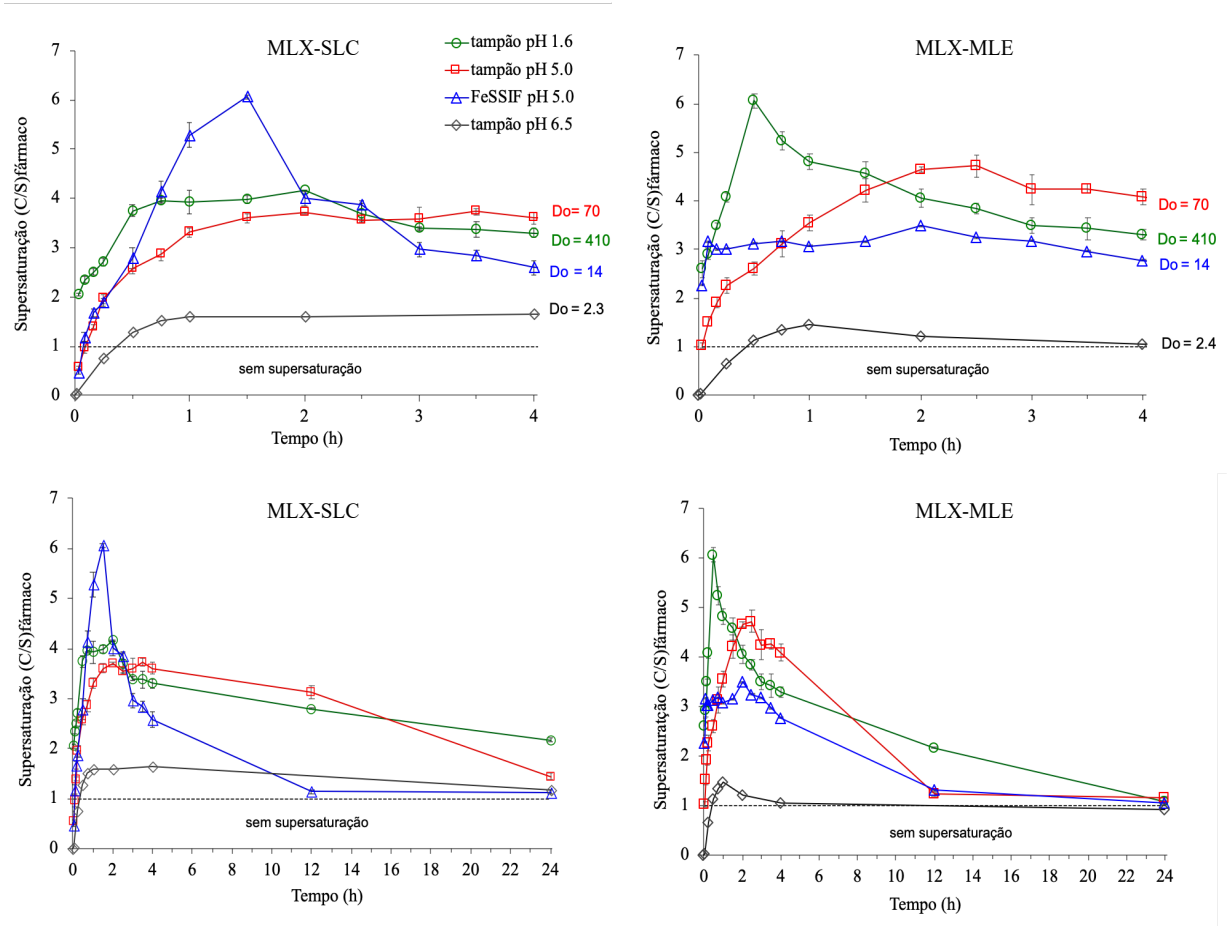 MLX-SLC
tampão pH 1.6
tampão pH 5.0
FeSSIF pH 5.0
tampão pH 6.5
7
6
5
4
3
2
1
0
Supersaturação (C/S)fármaco
Do = 70
Do = 410
Do = 14
Do = 2.3
sem supersaturação
0 1 2 3 4
Tempo (h)
MLX-MLE
7
6
5
4
3
2
1
0
Supersaturação (C/S)fármaco
Do = 70
Do = 410
Do = 14
Do = 2.4
sem supersaturação
0 1 2 3 4
Tempo (h)
MLX-SLC
7
6
5
4
3
2
1
0
Supersaturação (C/S)fármaco
sem supersaturação
0 2 4 6 8 10 12 14 16 18 20 22 24
Tempo (h)
MLX-MLE
7
6
5
4
3
2
1
0
Supersaturatção (C/S)fármaco
sem supersaturação
0 2 4 6 8 10 12 14 16 18 20 22 24
Tempo (h)